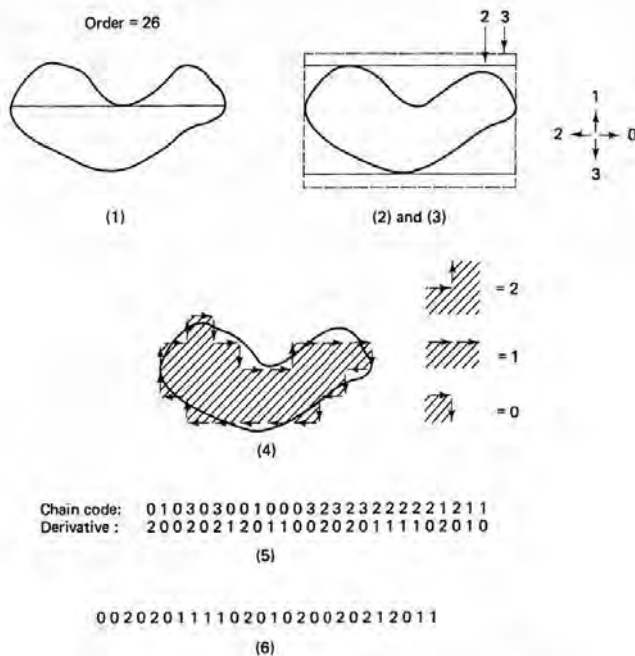 Order = 26
2 3
1
2 0
3
(1)
(2) and (3)
= 2
= 1
= 0
(4)
Chain code: 0 1 0 3 0 3 0 0 1 0 0 0 3 2 3 2 3 2 2 2 2 2 1 2 1 1
Derivative : 2 0 0 2 0 2 1 2 0 1 1 0 0 2 0 2 0 1 1 1 1 0 2 0 1 0
(5)
0 0 2 0 2 0 1 1 1 1 0 2 0 1 0 2 0 0 2 0 2 1 2 0 1 1
(6)